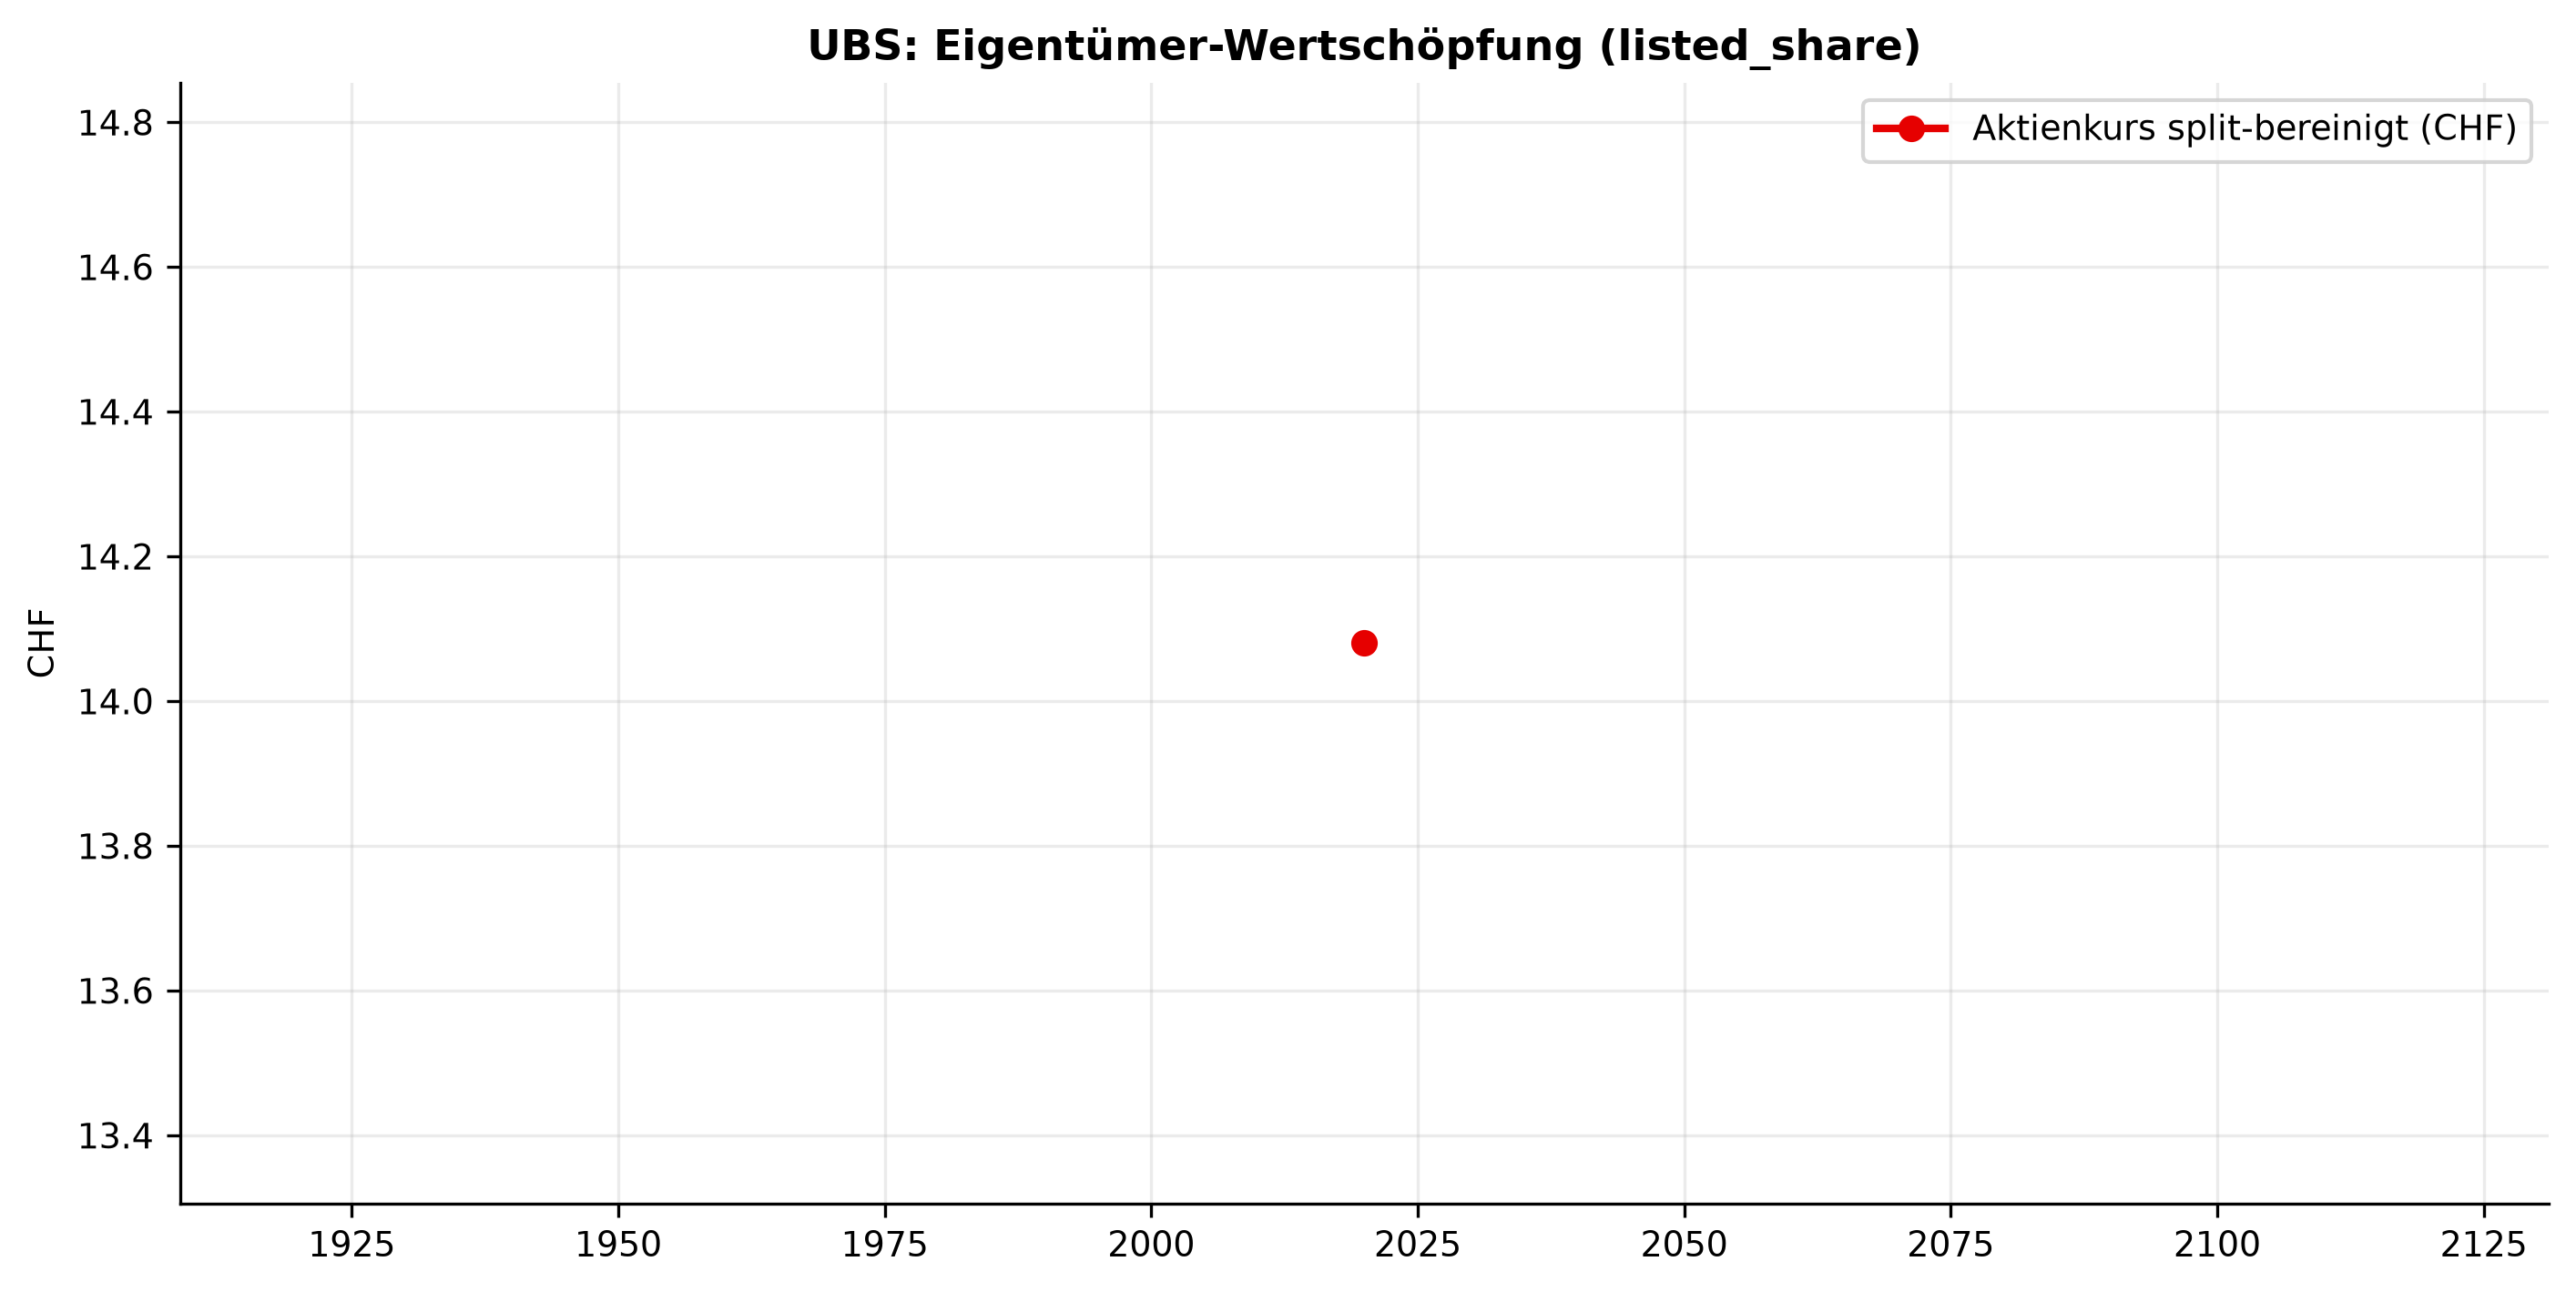 UBS: Eigentümer-Wertschöpfung (listed_share)
Aktienkurs split-bereinigt (CHF)
CHF
14.8
14.6
14.4
14.2
14.0
13.8
13.6
13.4
1925 1950 1975 2000 2025 2050 2075 2100 2125